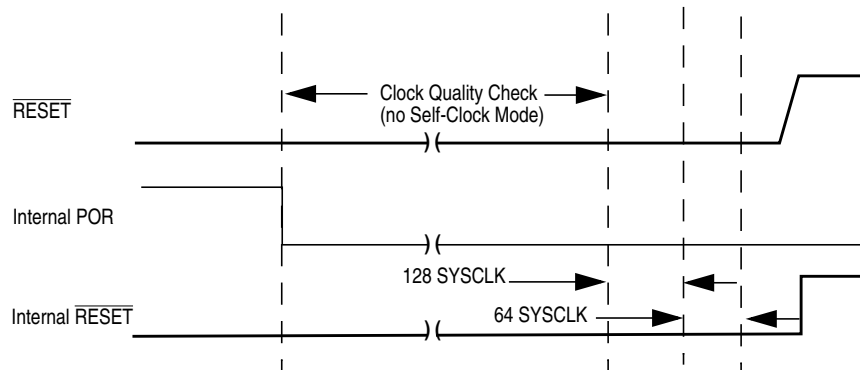 Clock Quality Check
(no Self-Clock Mode)
RESET
Internal POR
128 SYSCLK
64 SYSCLK
Internal RESET